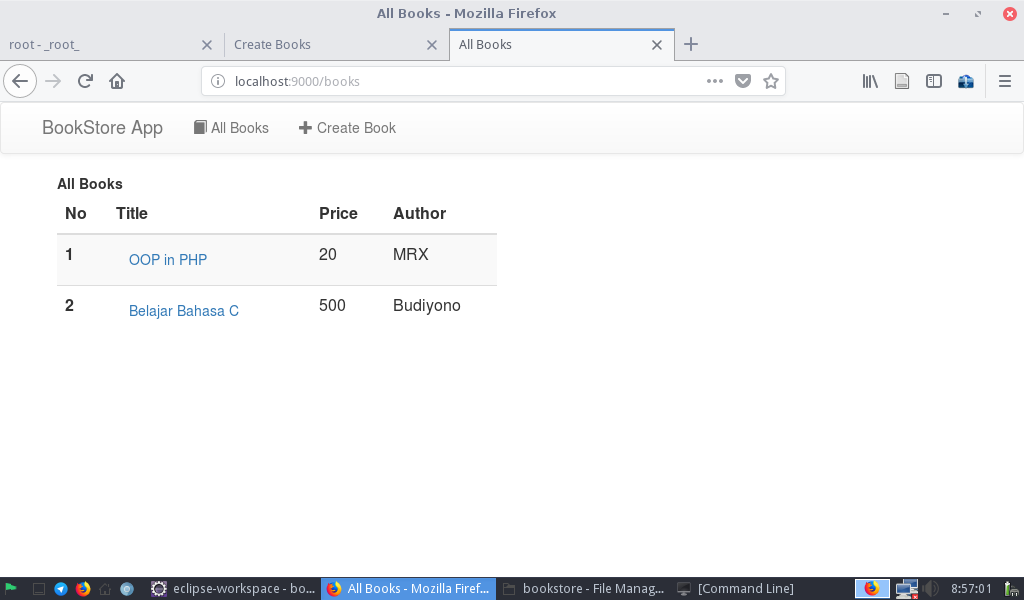 All Books - Mozilla Firefox
root - _root_
Create Books
All Books
localhost:9000/books
BookStore App
All Books
Create Book
All Books
No Title Price Author
1 OOP in PHP 20 MRX
2 Belajar Bahasa C 500 Budiyono
eclipse-workspace - bo...
All Books - Mozilla Firef...
bookstore - File Manag...
[Command Line]
8:57:01